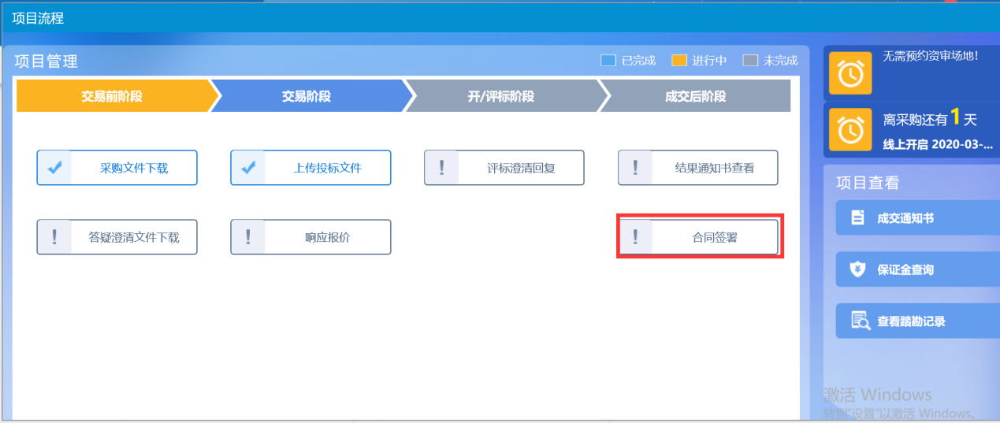 项目流程
项目管理
已完成
进行中
未完成
交易前阶段
交易阶段
开/评标阶段
成交后阶段
采购文件下载
上传投标文件
评标澄清回复
结果通知书查看
答疑澄清文件下载
响应报价
合同签署
无需预约资审场地!
离采购还有1天
线上开启 2020-03-...
项目查看
成交通知书
保证金查询
查看踏勘记录
激活 Windows
转到"设置"以激活 Windows。